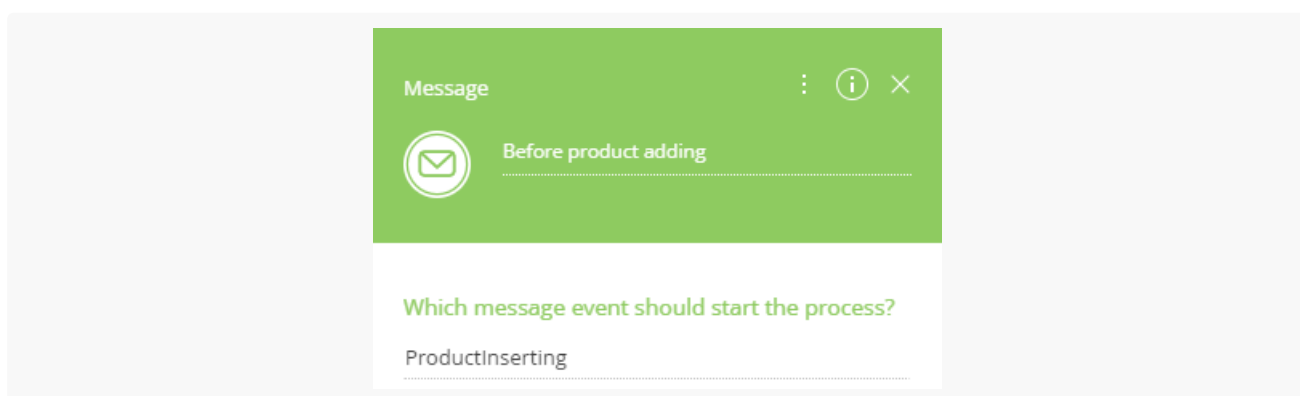 Message
Before product adding
Which message event should start the process?
ProductInserting